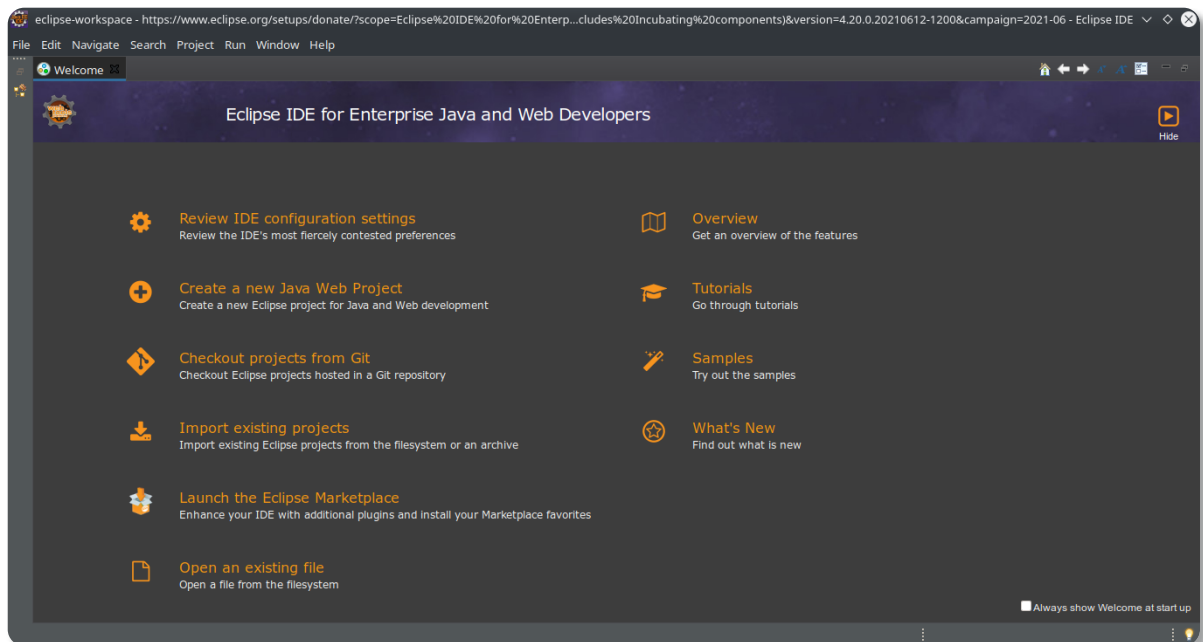 eclipse-workspace - https://www.eclipse.org/setups/donate/?scope=Eclipse%20IDE%20for%20Enterp...cludes%20Incubating%20components)&version=4.20.0.20210612-1200&campaign=2021-06 - Eclipse IDE
File Edit Navigate Search Project Run Window Help
Welcome
Eclipse IDE for Enterprise Java and Web Developers
Hide
Review IDE configuration settings
Review the IDE's most fiercely contested preferences
Create a new Java Web Project
Create a new Eclipse project for Java and Web development
Checkout projects from Git
Checkout Eclipse projects hosted in a Git repository
Import existing projects
Import existing Eclipse projects from the filesystem or an archive
Launch the Eclipse Marketplace
Enhance your IDE with additional plugins and install your Marketplace favorites
Open an existing file
Open a file from the filesystem
Overview
Get an overview of the features
Tutorials
Go through tutorials
Samples
Try out the samples
What's New
Find out what is new
Always show Welcome at start up